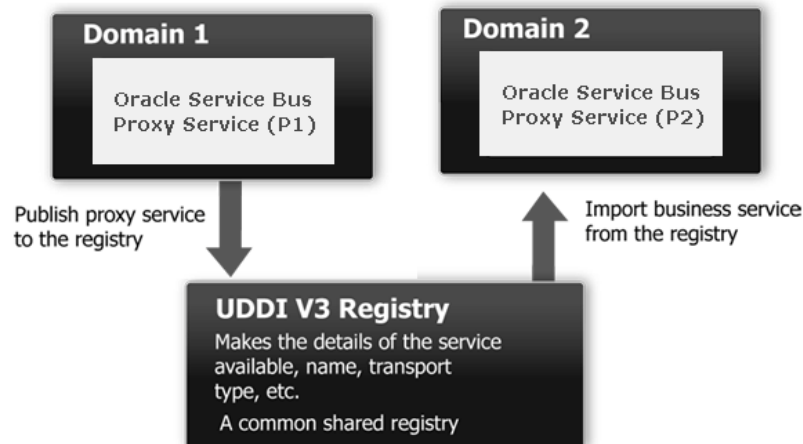 Domain 1
Oracle Service Bus
Proxy Service (P1)
Domain 2
Oracle Service Bus
Proxy Service (P2)
Publish proxy service
to the registry
Import business service
from the registry
UDDI V3 Registry
Makes the details of the service
available, name, transport
type, etc.
A common shared registry